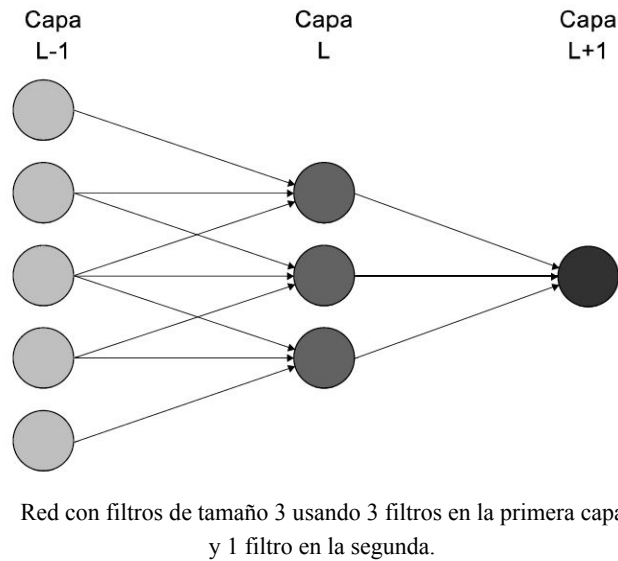 Capa
L-1
Capa
L
Capa
L+1
Red con filtros de tamaño 3 usando 3 filtros en la primera capa
y 1 filtro en la segunda.